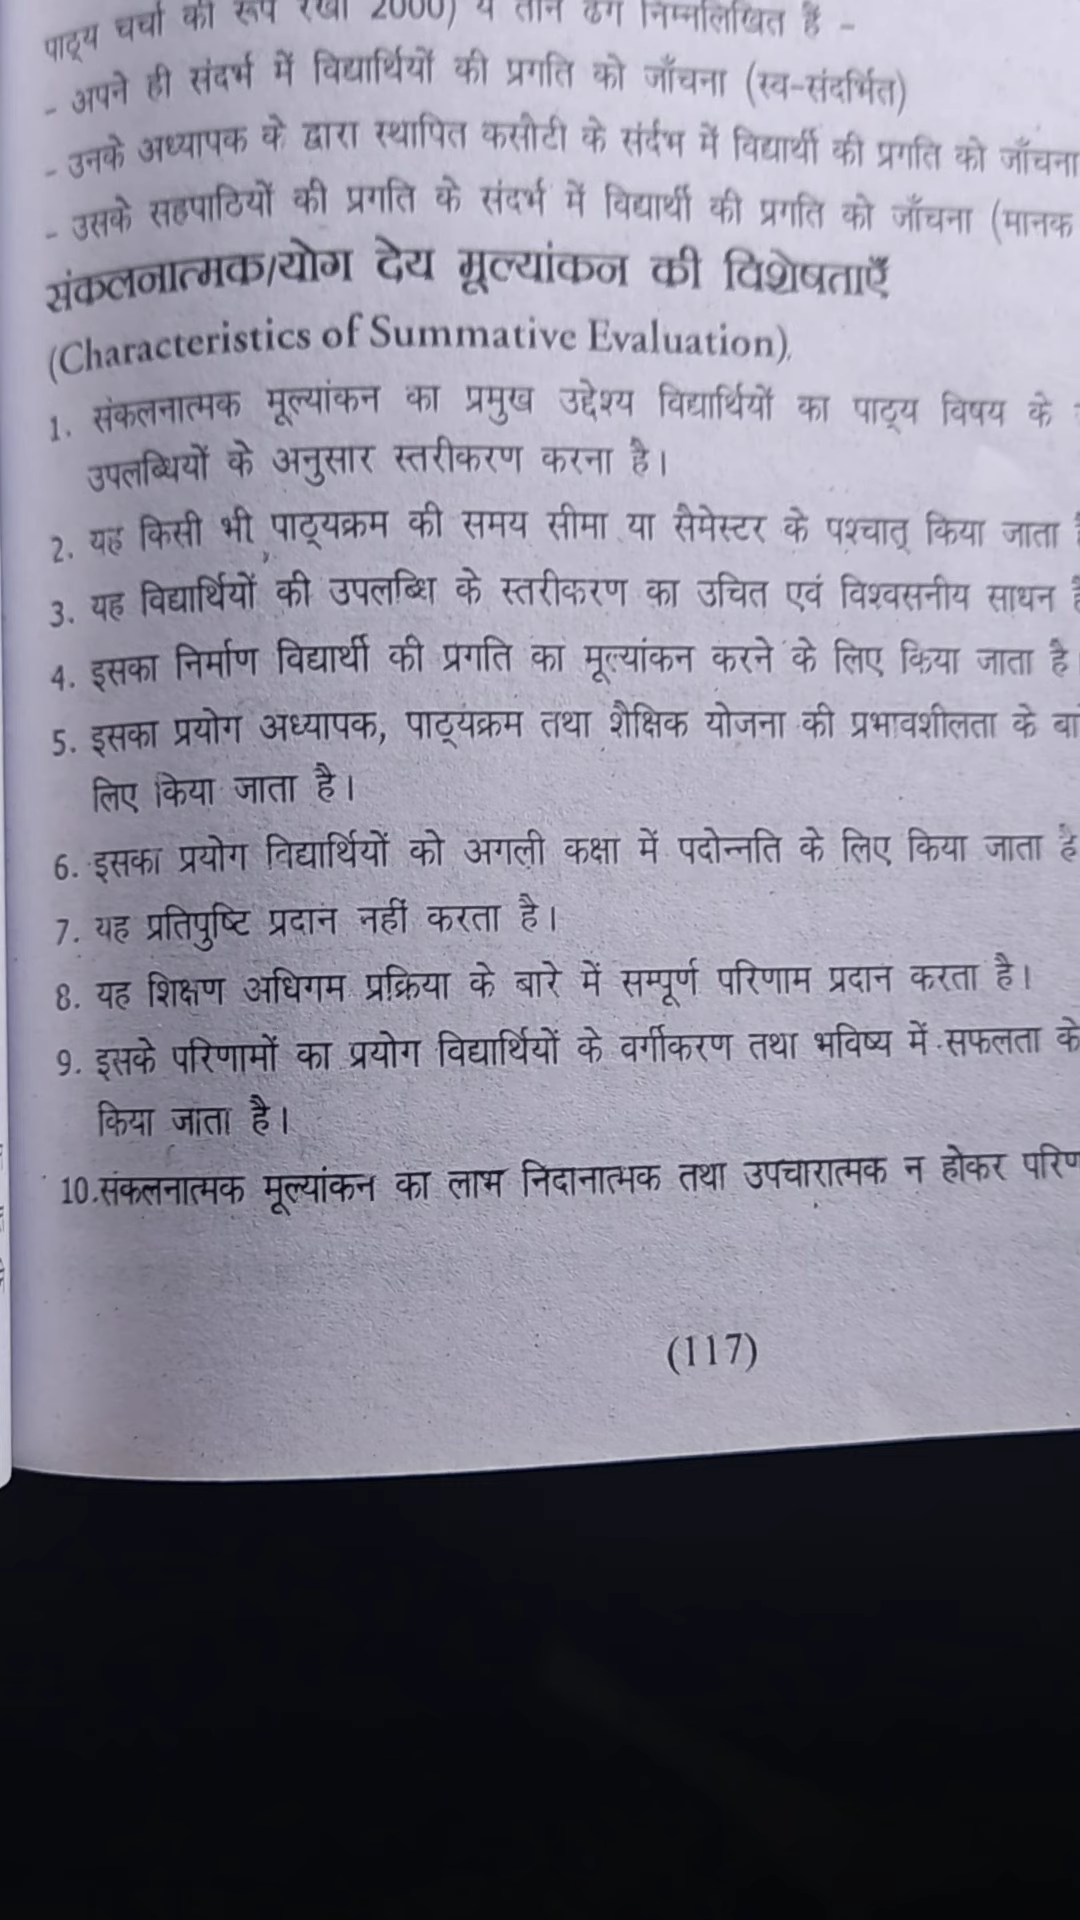 पाठ्य चर्चा की रूप रेखा 2000) ये तीन ढंग निम्नलिखित हैं -
- अपने ही संदर्भ में विद्यार्थियों की प्रगति को जाँचना (स्व-संदर्भित)
- उनके अध्यापक के द्वारा स्थापित कसौटी के संर्दभ में विद्यार्थी की प्रगति को जाँचना
- उसके सहपाठियों की प्रगति के संदर्भ में विद्यार्थी की प्रगति को जाँचना (मानक
संकलनात्मक/योग देय मूल्यांकन की विशेषताएँ
(Characteristics of Summative Evaluation)
1. संकलनात्मक मूल्यांकन का प्रमुख उद्देश्य विद्यार्थियों का पाठ्य विषय के
उपलब्धियों के अनुसार स्तरीकरण करना है।
2. यह किसी भी पाठ्यक्रम की समय सीमा या सैमेस्टर के पश्चात् किया जाता
3. यह विद्यार्थियों की उपलब्धि के स्तरीकरण का उचित एवं विश्वसनीय साधन
4. इसका निर्माण विद्यार्थी की प्रगति का मूल्यांकन करने के लिए किया जाता है।
5. इसका प्रयोग अध्यापक, पाठ्यक्रम तथा शैक्षिक योजना की प्रभावशीलता के
लिए किया जाता है।
6. इसका प्रयोग विद्यार्थियों को अगली कक्षा में पदोन्नति के लिए किया जाता है
7. यह प्रतिपुष्टि प्रदान नहीं करता है।
8. यह शिक्षण अधिगम प्रक्रिया के बारे में सम्पूर्ण परिणाम प्रदान करता है।
9. इसके परिणामों का प्रयोग विद्यार्थियों के वर्गीकरण तथा भविष्य में सफलता के
किया जाता है।
10.संकलनात्मक मूल्यांकन का लाभ निदानात्मक तथा उपचारात्मक न होकर
(117)